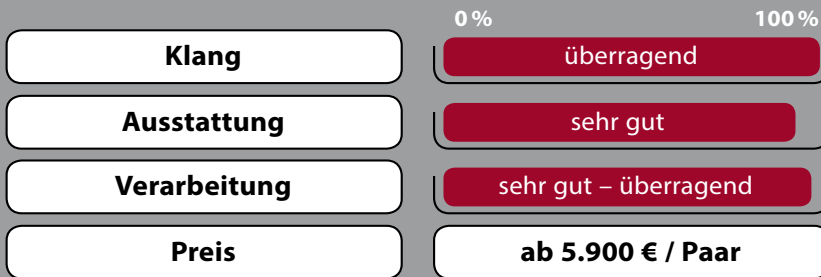 0 % 100 %
Klang überragend
Ausstattung sehr gut
Verarbeitung sehr gut – überragend
Preis ab 5.900 € / Paar